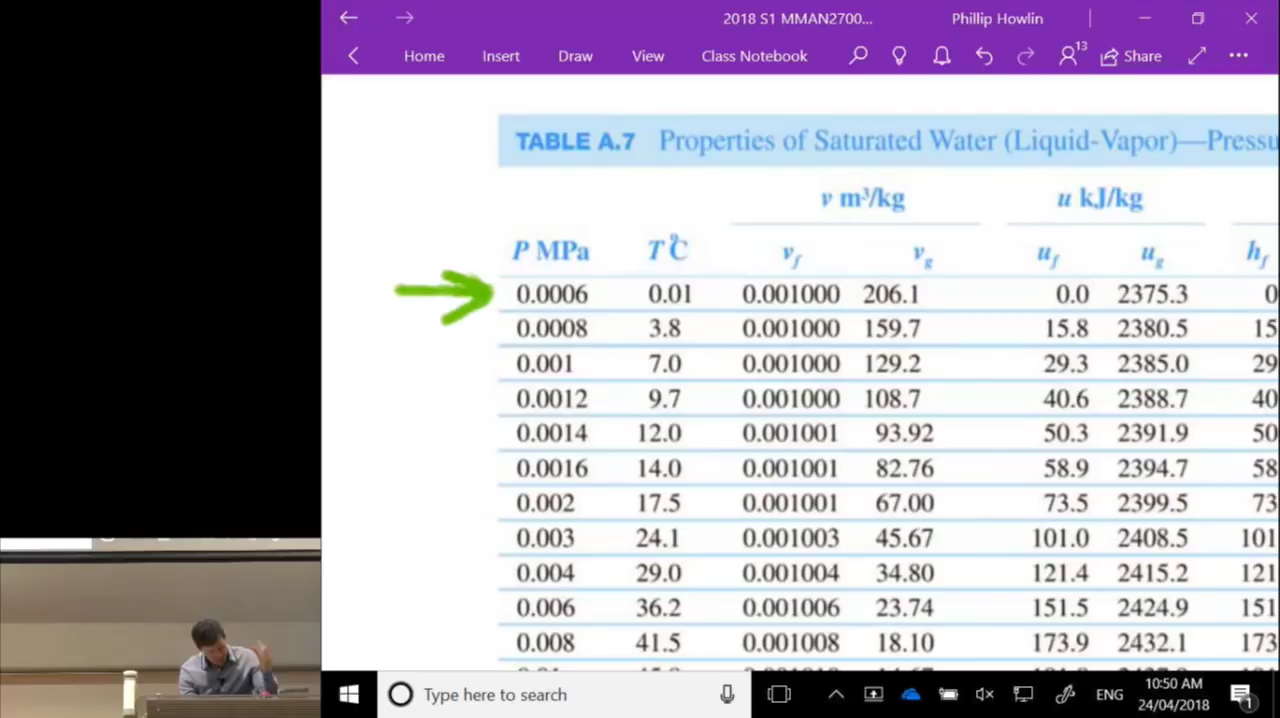 2018 S1 MMAN2700... Phillip Howlin
Home Insert Draw View Class Notebook 13 Share
TABLE A.7 Properties of Saturated Water (Liquid-Vapor)—Pressu
v m³/kg u kJ/kg
P MPa T°C vf vg uf ug hf
0.0006 0.01 0.001000 206.1 0.0 2375.3 0
0.0008 3.8 0.001000 159.7 15.8 2380.5 15
0.001 7.0 0.001000 129.2 29.3 2385.0 29
0.0012 9.7 0.001000 108.7 40.6 2388.7 40
0.0014 12.0 0.001001 93.92 50.3 2391.9 50
0.0016 14.0 0.001001 82.76 58.9 2394.7 58
0.002 17.5 0.001001 67.00 73.5 2399.5 73
0.003 24.1 0.001003 45.67 101.0 2408.5 101
0.004 29.0 0.001004 34.80 121.4 2415.2 121
0.006 36.2 0.001006 23.74 151.5 2424.9 151
0.008 41.5 0.001008 18.10 173.9 2432.1 173
Type here to search ENG 10:50 AM
24/04/2018 1